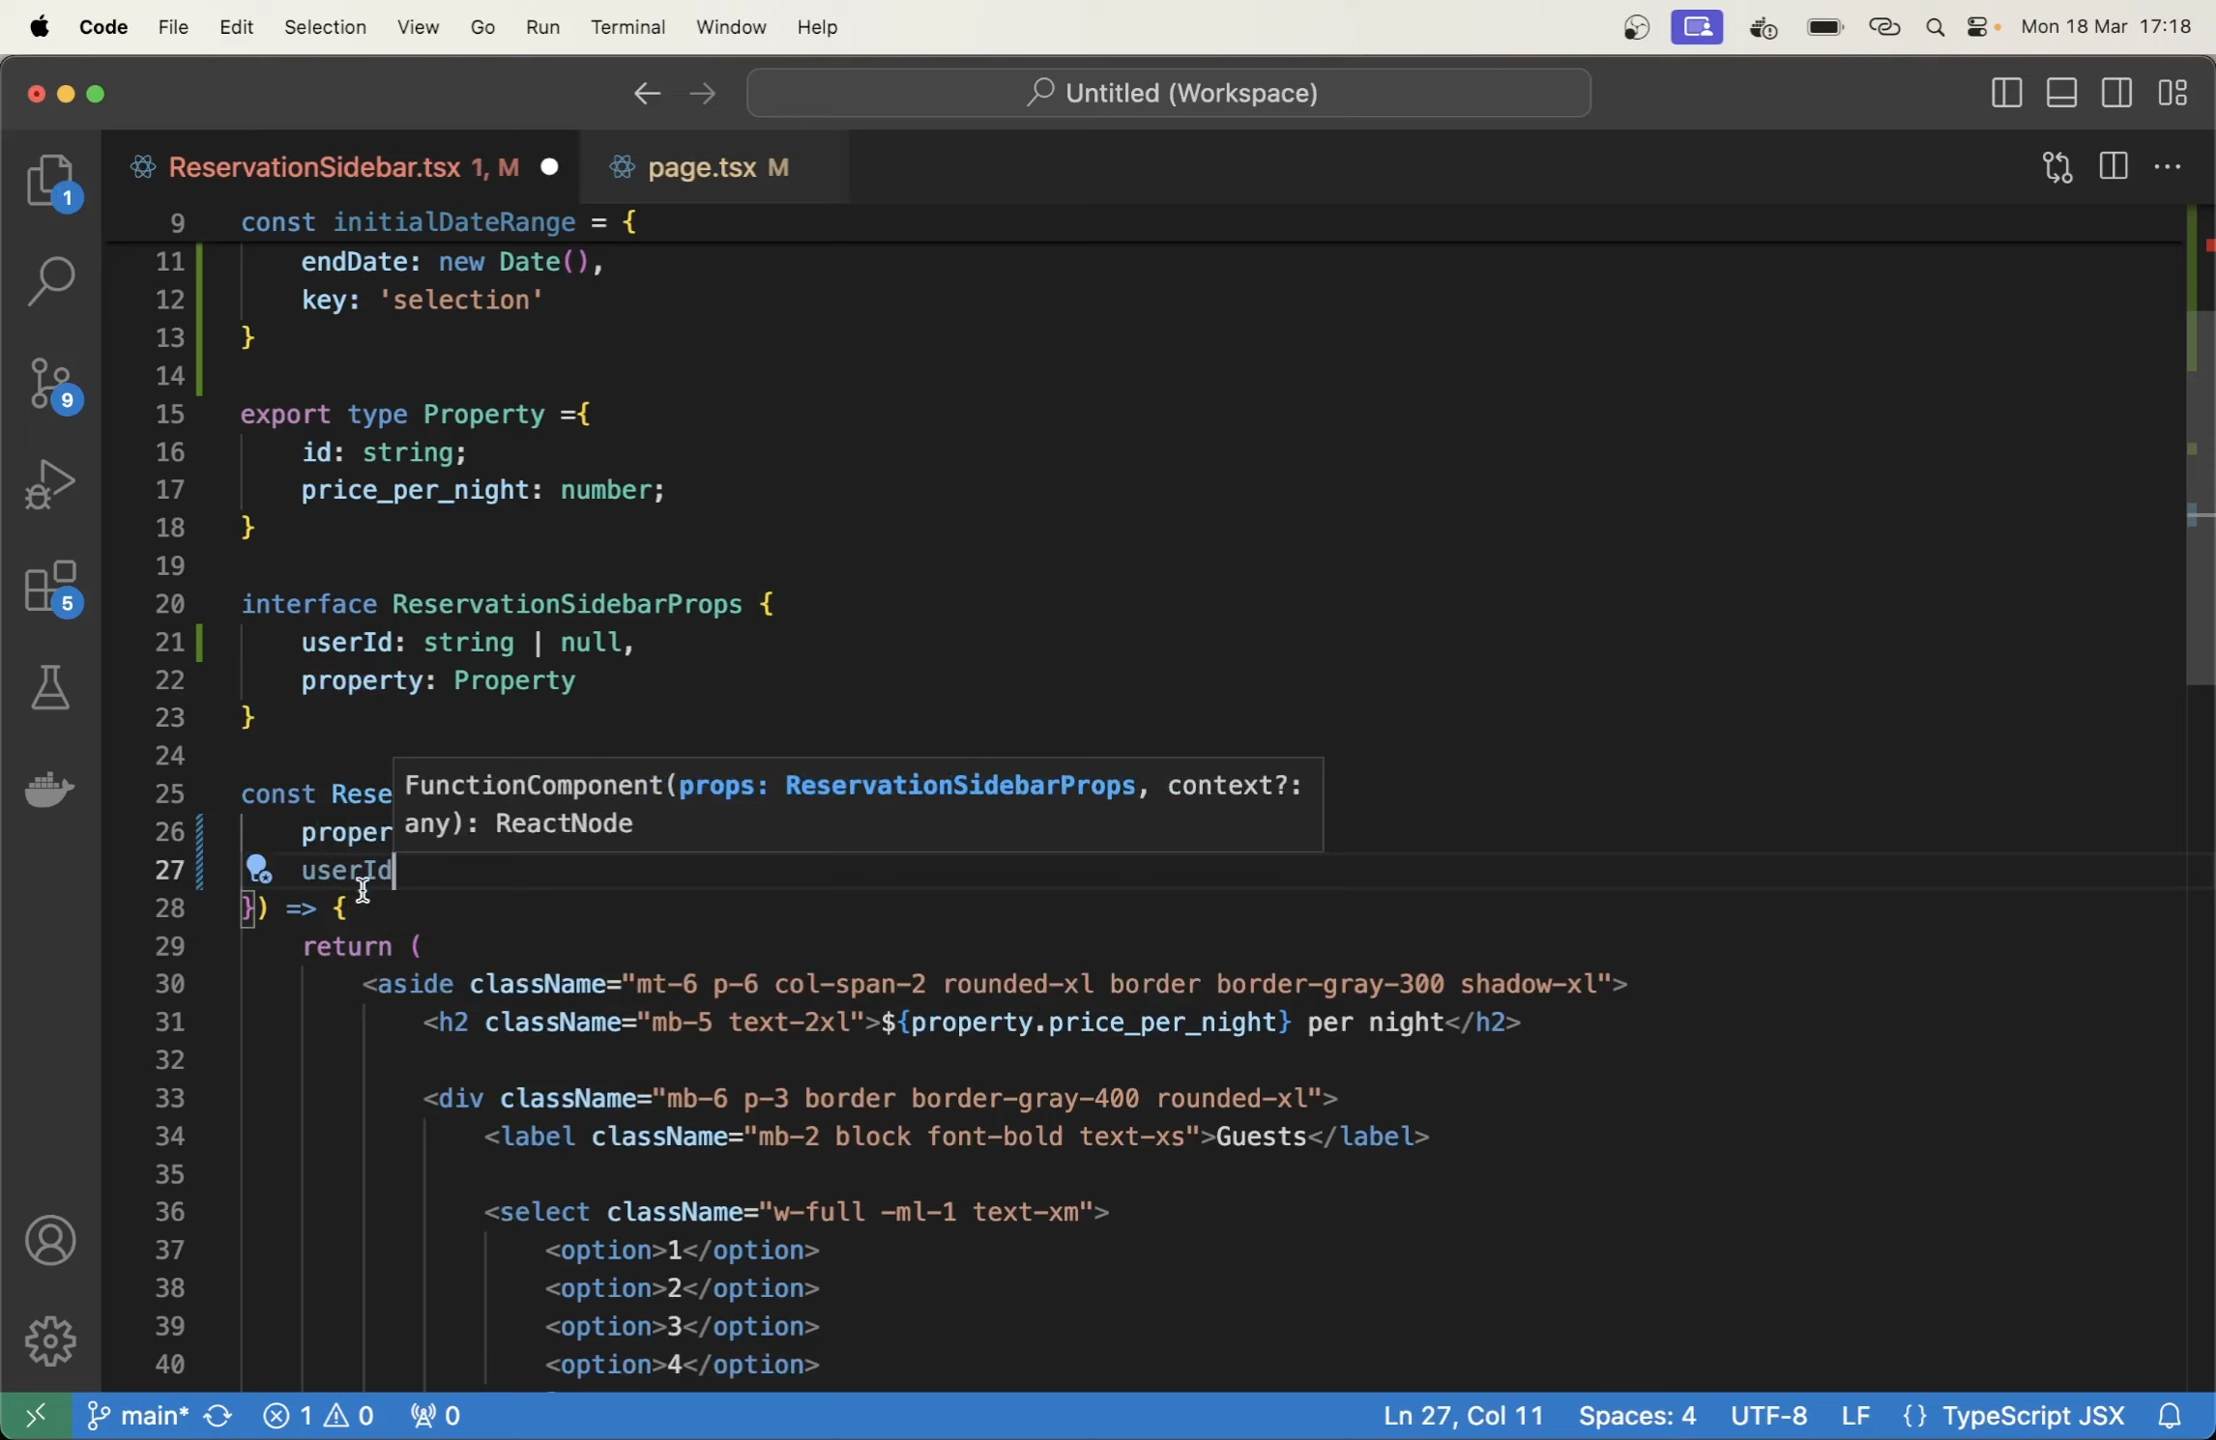 Code File Edit Selection View Go Run Terminal Window Help Mon 18 Mar 17:18
Untitled (Workspace)
ReservationSidebar.tsx 1, M page.tsx M
9 const initialDateRange = {
11 endDate: new Date(),
12 key: 'selection'
13 }
14
15 export type Property ={
16 id: string;
17 price_per_night: number;
18 }
19
20 interface ReservationSidebarProps {
21 userId: string | null,
22 property: Property
23 }
24
FunctionComponent(props: ReservationSidebarProps, context?:
any): ReactNode
25 const Rese
26 proper
27 userId
28 }) => {
29 return (
30 <aside className="mt-6 p-6 col-span-2 rounded-xl border border-gray-300 shadow-xl">
31 <h2 className="mb-5 text-2xl">${property.price_per_night} per night</h2>
32
33 <div className="mb-6 p-3 border border-gray-400 rounded-xl">
34 <label className="mb-2 block font-bold text-xs">Guests</label>
35
36 <select className="w-full -ml-1 text-xm">
37 <option>1</option>
38 <option>2</option>
39 <option>3</option>
40 <option>4</option>
1
9
5
main* 1 0 0 Ln 27, Col 11 Spaces: 4 UTF-8 LF {} TypeScript JSX